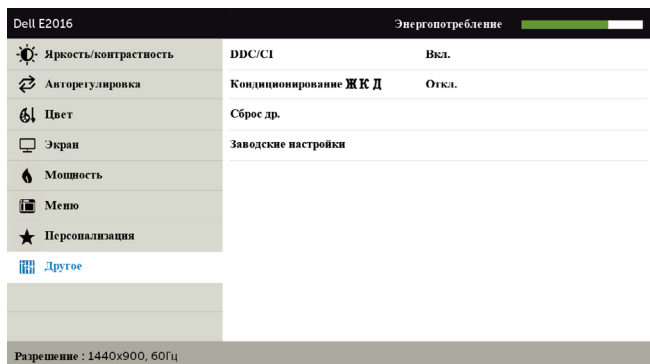 Dell E2016 Энергопотребление
Яркость/контрастность DDC/CI Вкл.
Авторегулировка Кондиционирование ЖКД Откл.
Цвет Сброс др.
Экран Заводские настройки
Мощность
Меню
Персонализация
Другое
Разрешение : 1440x900, 60Гц